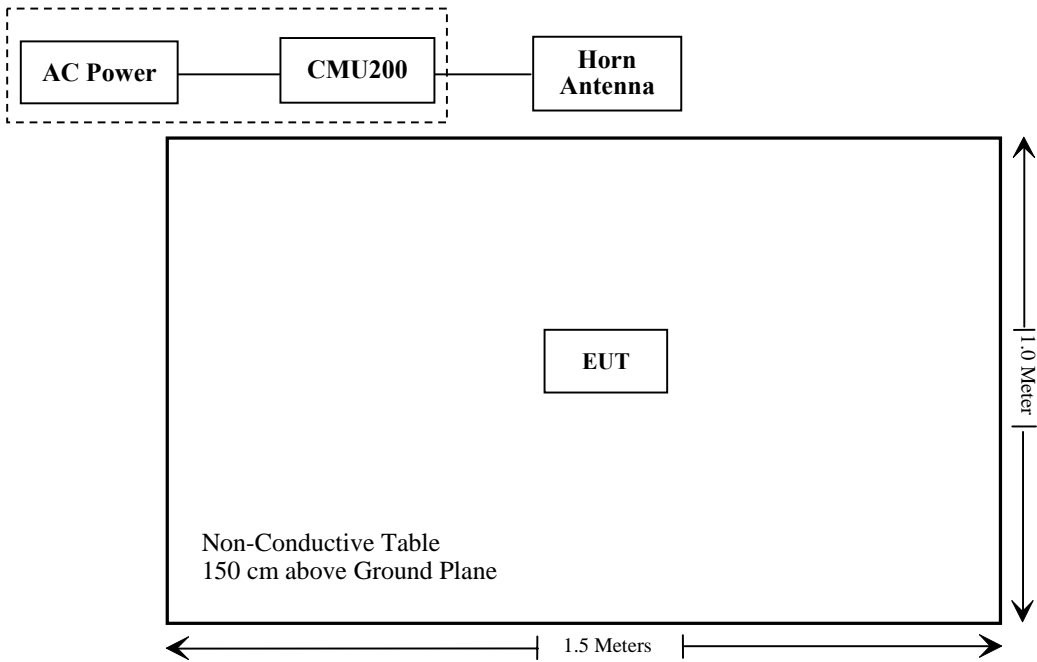 AC Power
CMU200
Horn
Antenna
EUT
1.0 Meter
Non-Conductive Table
150 cm above Ground Plane
1.5 Meters